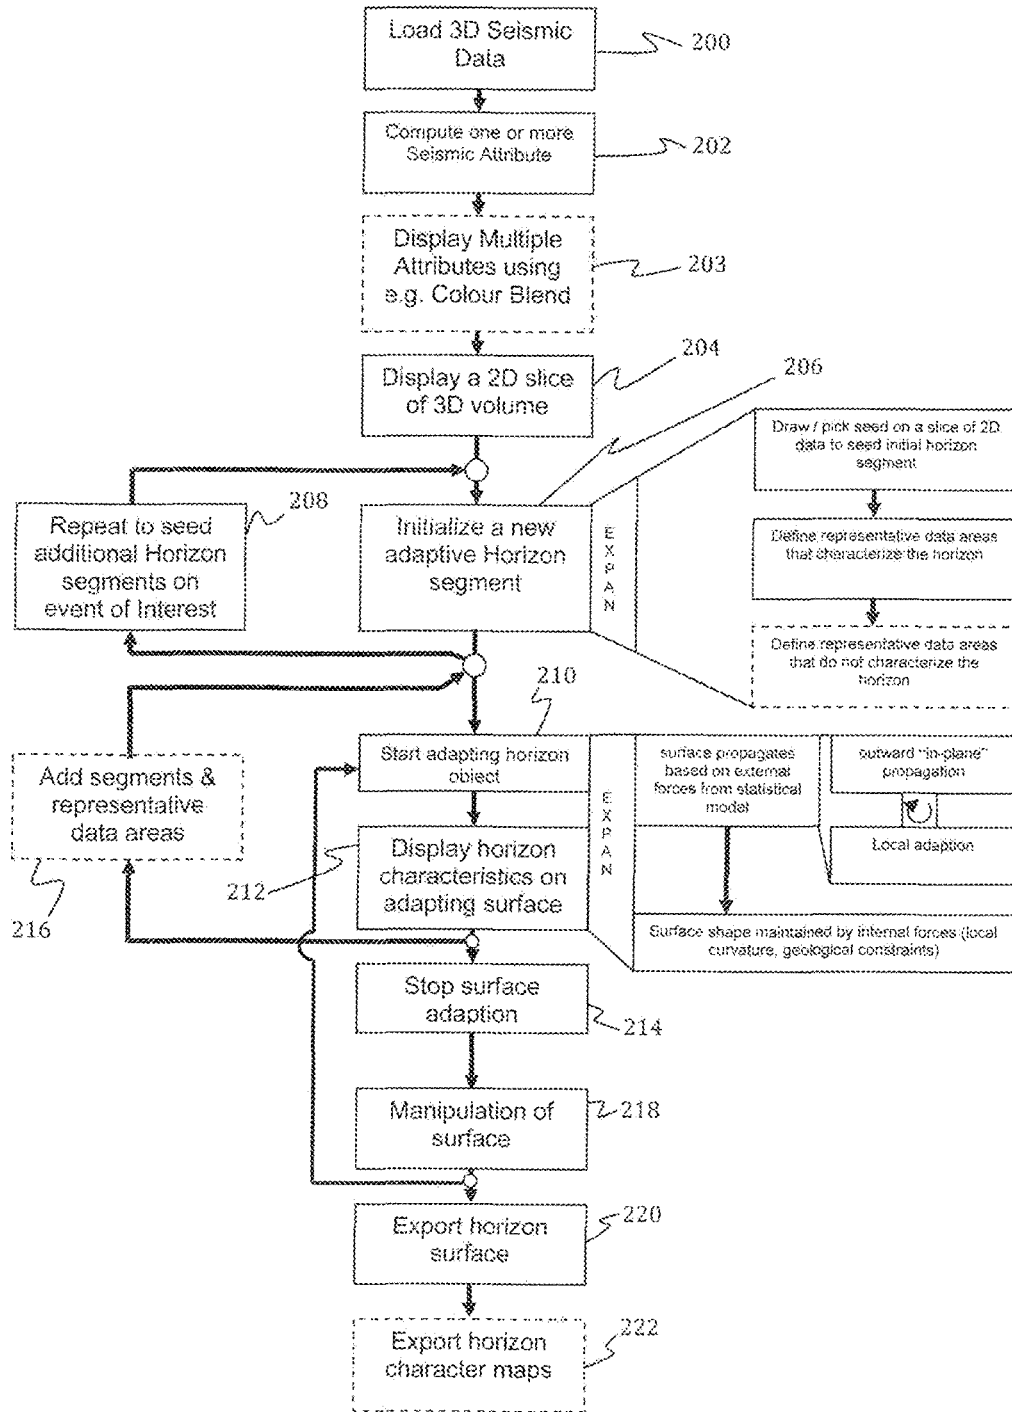 Load 3D Seismic
Data
200
Compute one or more
Seismic Attribute
202
Display Multiple
Attributes using
e.g. Colour Blend
203
Display a 2D slice
of 3D volume
204
206
Draw / pick seed on a slice of 2D
data to seed initial horizon
segment
Repeat to seed
additional Horizon
segments on
event of Interest
208
Initialize a new
adaptive Horizon
segment
EXPAN
Define representative data areas
that characterize the horizon
Define representative data areas
that do not characterize the
horizon
210
Start adapting horizon
object
EXPAN
surface propagates
based on external
forces from statistical
model
outward "in-plane"
propagation
Local adaption
Add segments &
representative
data areas
216
212
Display horizon
characteristics on
adapting surface
Surface shape maintained by internal forces (local
curvature, geological constraints)
Stop surface
adaption
214
Manipulation of
surface
218
Export horizon
surface
220
Export horizon
character maps
222